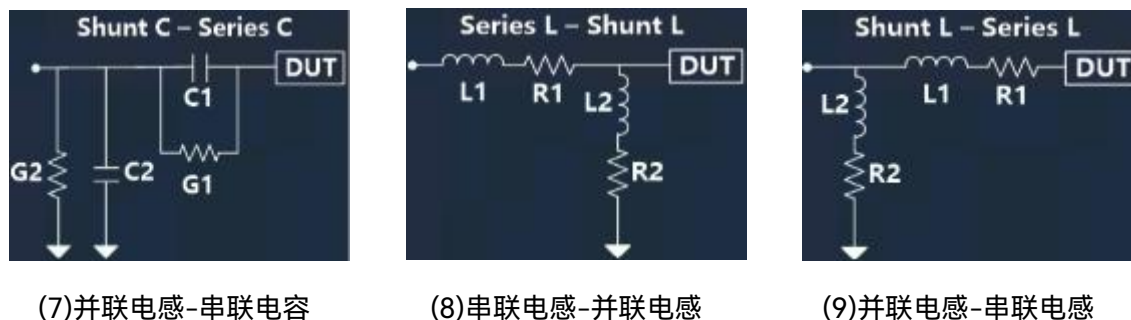 Shunt C – Series C
DUT
C1
G2
C2
G1
Series L – Shunt L
DUT
L1
R1
L2
R2
Shunt L – Series L
DUT
L2
L1
R1
R2
(7)并联电感-串联电容
(8)串联电感-并联电感
(9)并联电感-串联电感